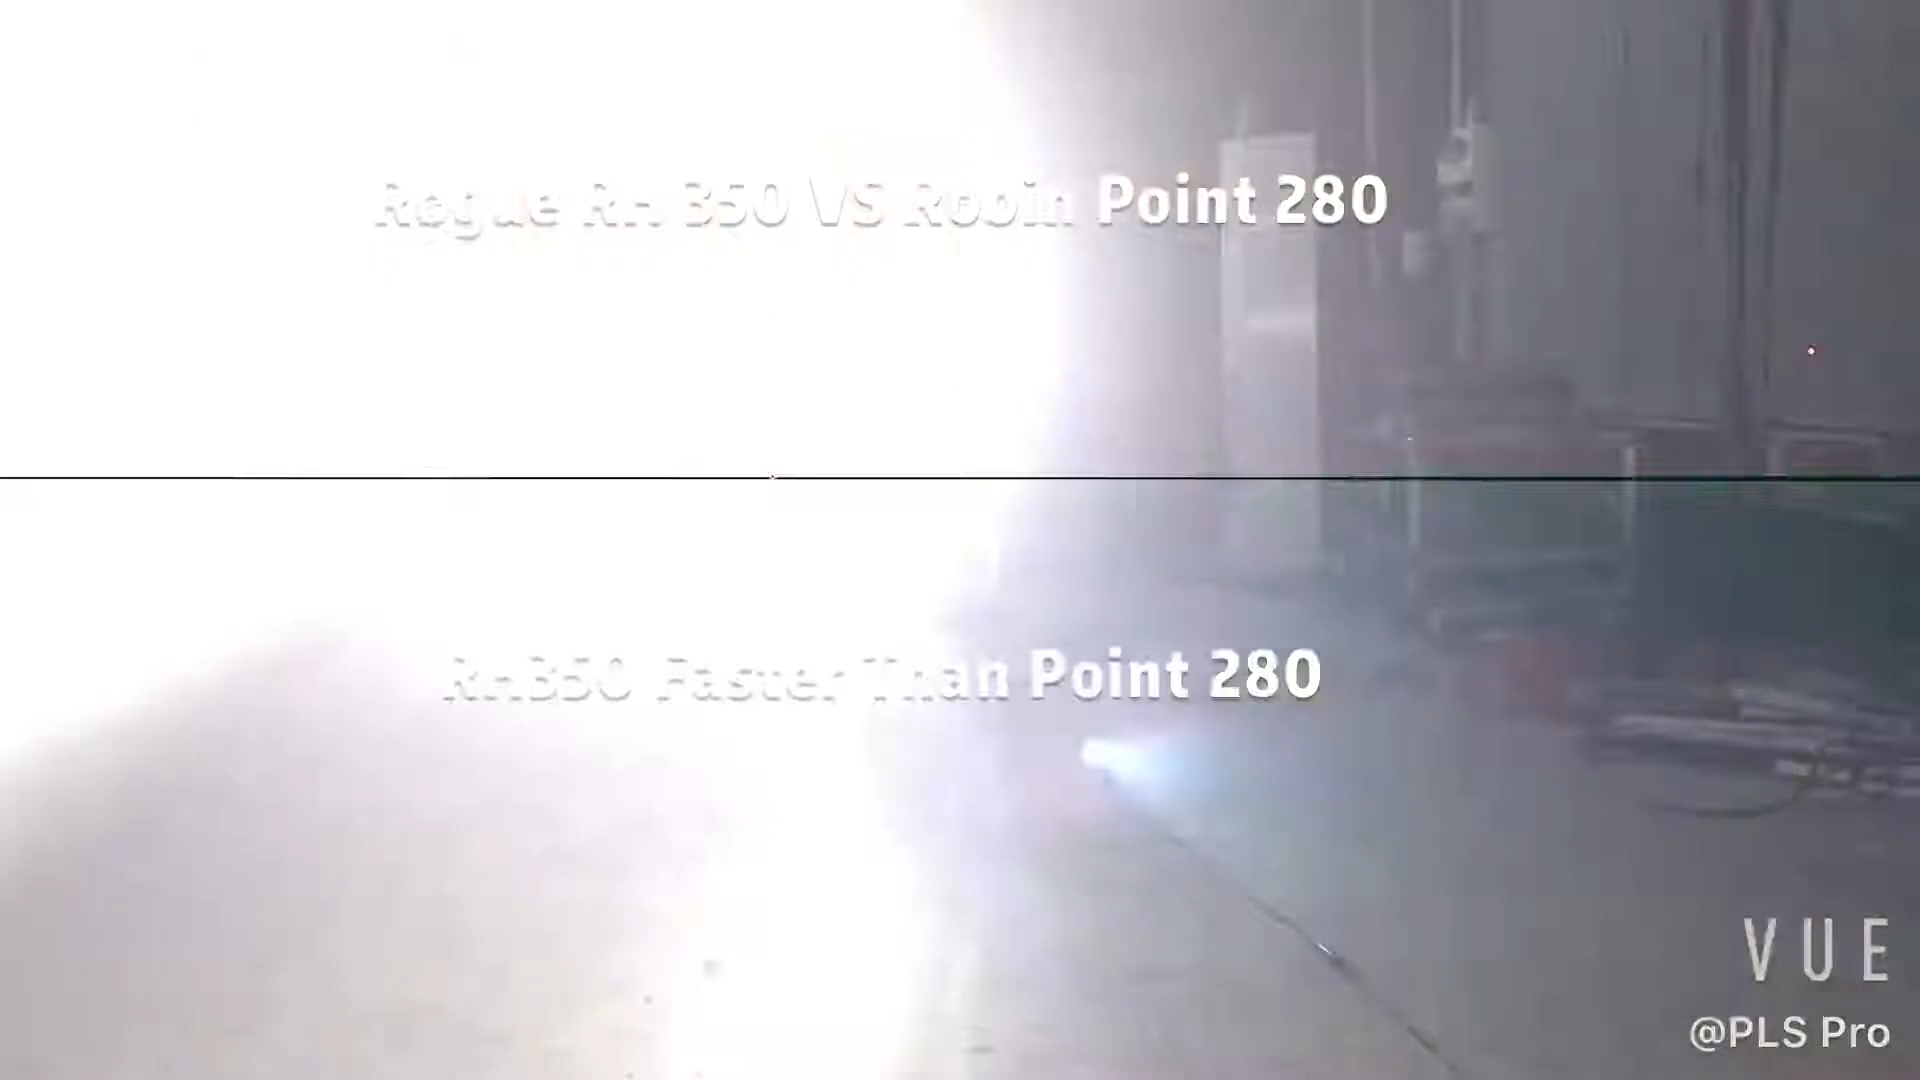 Rogue RH 350 VS Robin Point 280
RH350 Faster Than Point 280
VUE
@PLS Pro